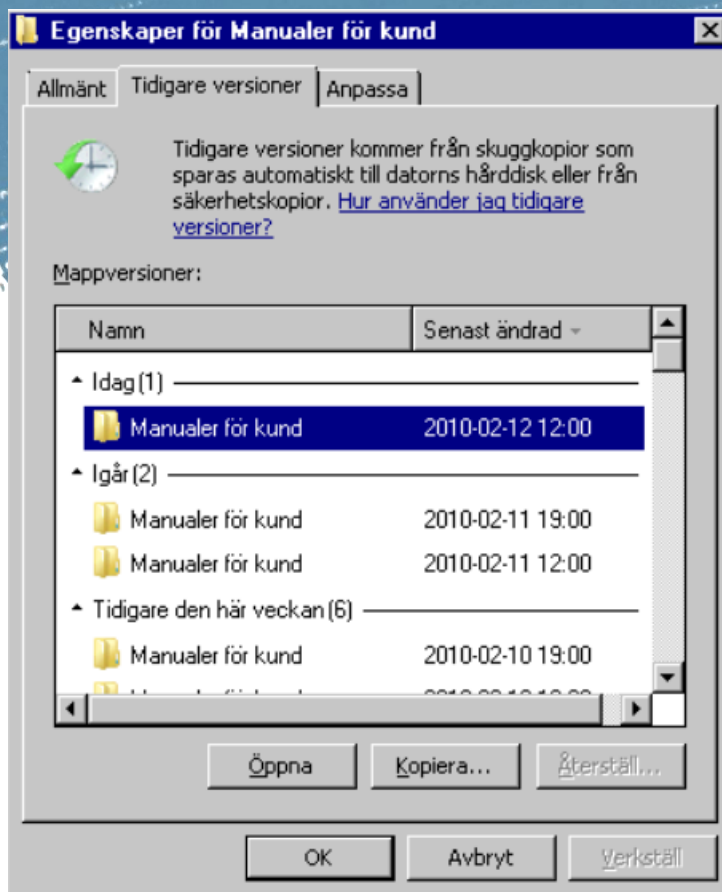 Egenskaper för Manualer för kund
Allmänt Tidigare versioner Anpassa
Tidigare versioner kommer från skuggkopior som
sparas automatiskt till datorns hårddisk eller från
säkerhetskopior. Hur använder jag tidigare
versioner?
Mappversioner:
Namn Senast ändrad
Idag (1)
Manualer för kund 2010-02-12 12:00
Igår (2)
Manualer för kund 2010-02-11 19:00
Manualer för kund 2010-02-11 12:00
Tidigare den här veckan (6)
Manualer för kund 2010-02-10 19:00
Öppna Kopiera... Återställ...
OK Avbryt Verkställ